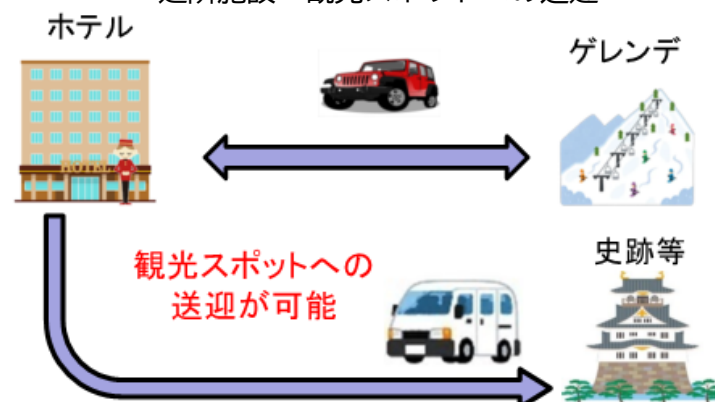 ホテル
ゲレンデ
観光スポットへの
送迎が可能
史跡等